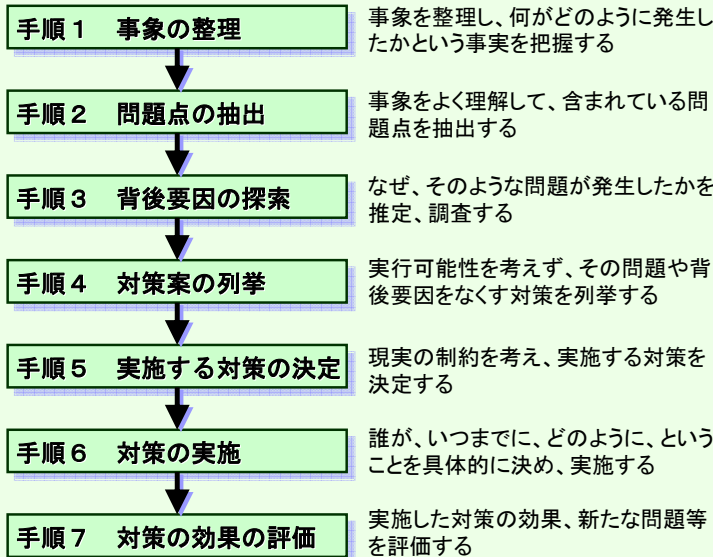 手順１　事象の整理
事象を整理し、何がどのように発生し
たかという事実を把握する
手順２　問題点の抽出
事象をよく理解して、含まれている問
題点を抽出する
手順３　背後要因の探索
なぜ、そのような問題が発生したかを
推定、調査する
手順４　対策案の列挙
実行可能性を考えず、その問題や背
後要因をなくす対策を列挙する
手順５　実施する対策の決定
現実の制約を考え、実施する対策を
決定する
手順６　対策の実施
誰が、いつまでに、どのように、という
ことを具体的に決め、実施する
手順７　対策の効果の評価
実施した対策の効果、新たな問題等
を評価する